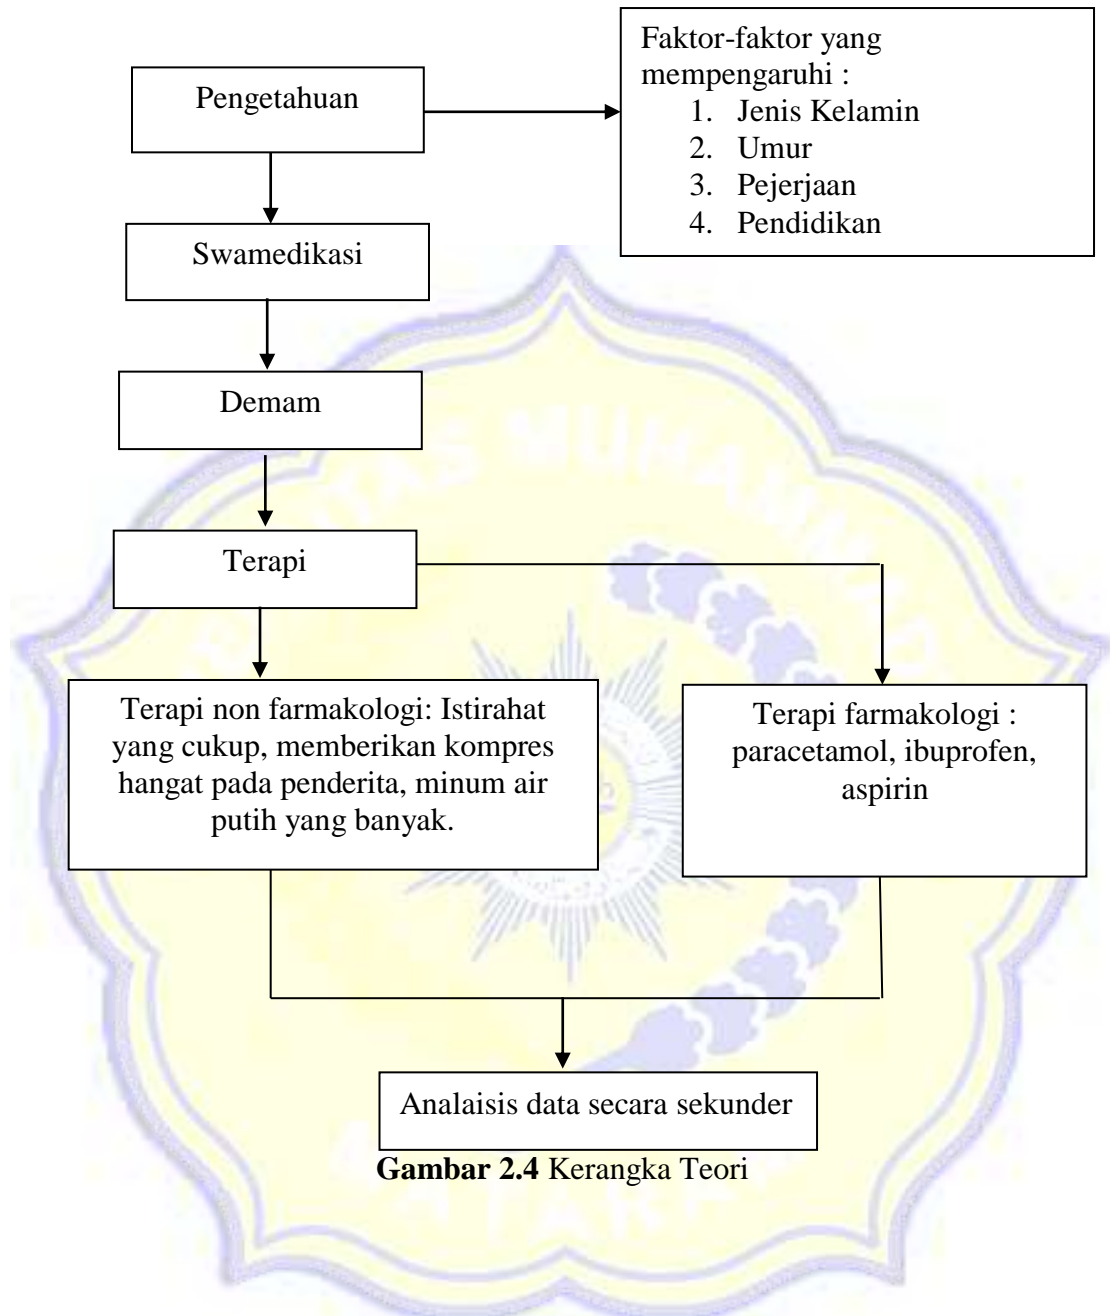 Pengetahuan
Faktor-faktor yang
mempengaruhi :
1. Jenis Kelamin
2. Umur
3. Pejerjaan
4. Pendidikan
Swamedikasi
Demam
Terapi
Terapi non farmakologi: Istirahat
yang cukup, memberikan kompres
hangat pada penderita, minum air
putih yang banyak.
Terapi farmakologi :
paracetamol, ibuprofen,
aspirin
Analaisis data secara sekunder
Gambar 2.4 Kerangka Teori